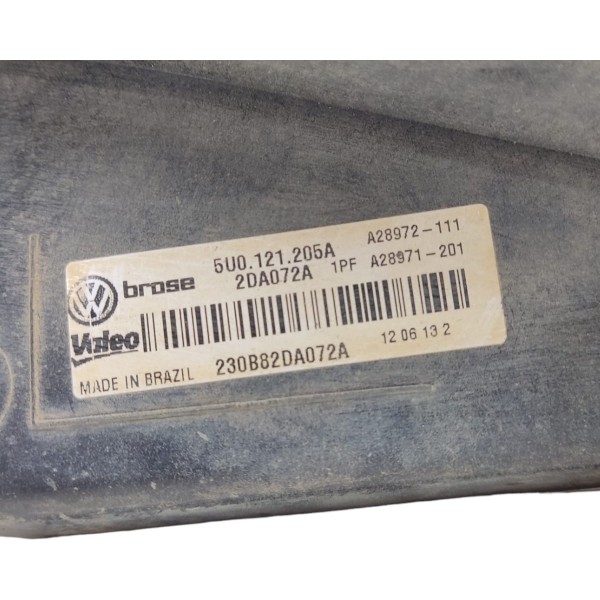 brose 5U0.121.205A A28972-111
2DA072A 1PF A28971-201
Valeo 12 06 13 2
MADE IN BRAZIL 230B82DA072A